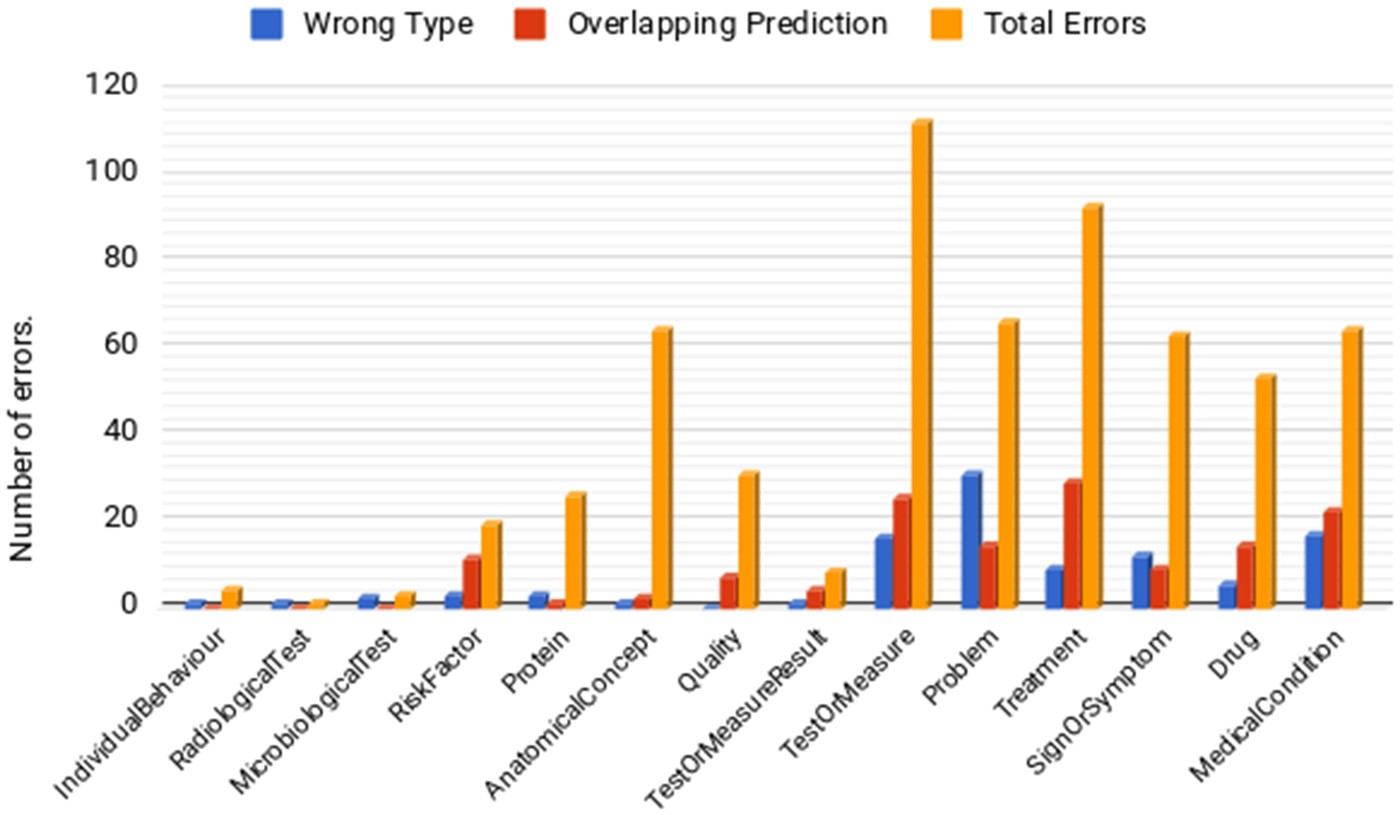 Wrong Type Overlapping Prediction Total Errors
120
100
80
60
40
20
0
Number of errors.
IndividualBehaviour
RadiologicalTest
MicrobiologicalTest
RiskFactor
Protein
AnatomicalConcept
Quality
TestOrMeasureResult
TestOrMeasure
Problem
Treatment
SignOrSymptom
Drug
MedicalCondition